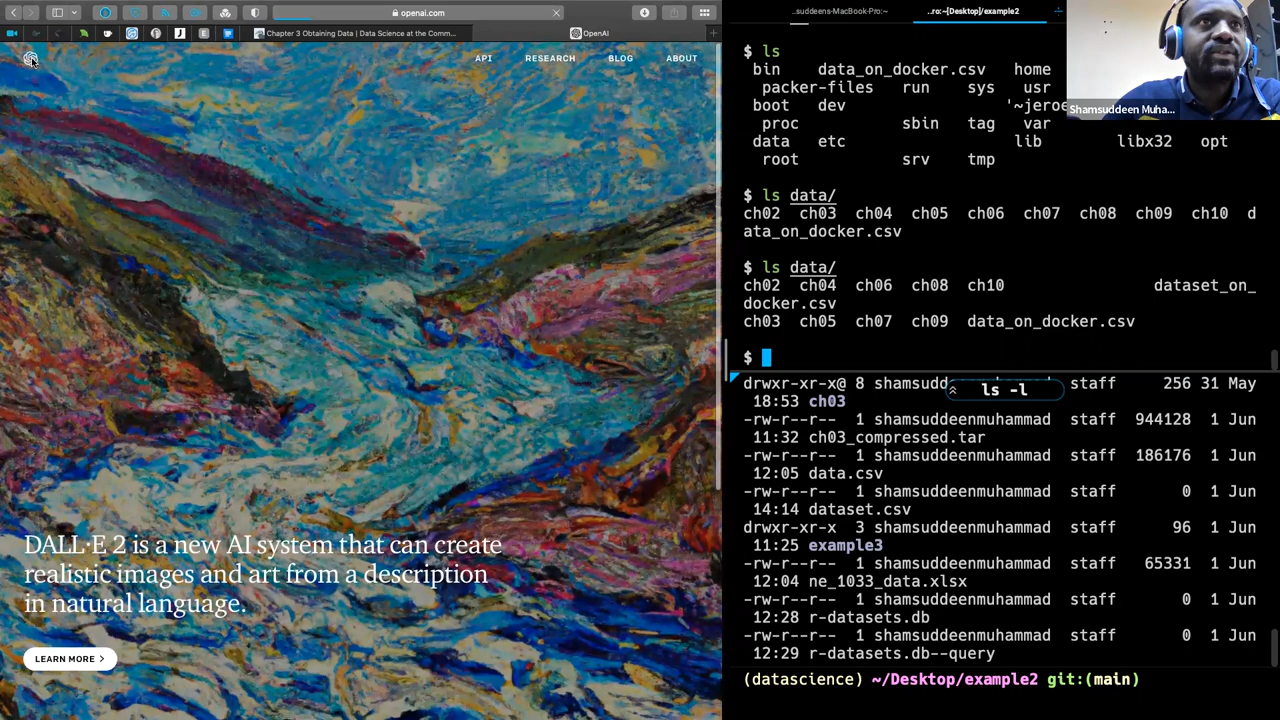 openai.com
Chapter 3 Obtaining Data | Data Science at the Comm...
OpenAI
API
RESEARCH
BLOG
ABOUT
DALL·E 2 is a new AI system that can create
realistic images and art from a description
in natural language.
LEARN MORE >
..suddeens-MacBook-Pro:~
..ro:~[Desktop]/example2
$ ls
bin data_on_docker.csv home
packer-files run sys usr
boot dev '~jeroe
proc sbin tag var
data etc lib libx32 opt
root srv tmp
$ ls data/
ch02 ch03 ch04 ch05 ch06 ch07 ch08 ch09 ch10 d
ata_on_docker.csv
$ ls data/
ch02 ch04 ch06 ch08 ch10 dataset_on_
docker.csv
ch03 ch05 ch07 ch09 data_on_docker.csv
$
Shamsuddeen Muha...
drwxr-xr-x@ 8 shamsudd staff 256 31 May
ls -l
18:53 ch03
-rw-r--r-- 1 shamsuddeenmuhammad staff 944128 1 Jun
11:32 ch03_compressed.tar
-rw-r--r-- 1 shamsuddeenmuhammad staff 186176 1 Jun
12:05 data.csv
-rw-r--r-- 1 shamsuddeenmuhammad staff 0 1 Jun
14:14 dataset.csv
drwxr-xr-x 3 shamsuddeenmuhammad staff 96 1 Jun
11:25 example3
-rw-r--r-- 1 shamsuddeenmuhammad staff 65331 1 Jun
12:04 ne_1033_data.xlsx
-rw-r--r-- 1 shamsuddeenmuhammad staff 0 1 Jun
12:28 r-datasets.db
-rw-r--r-- 1 shamsuddeenmuhammad staff 0 1 Jun
12:29 r-datasets.db--query
(datascience) ~/Desktop/example2 git:(main)